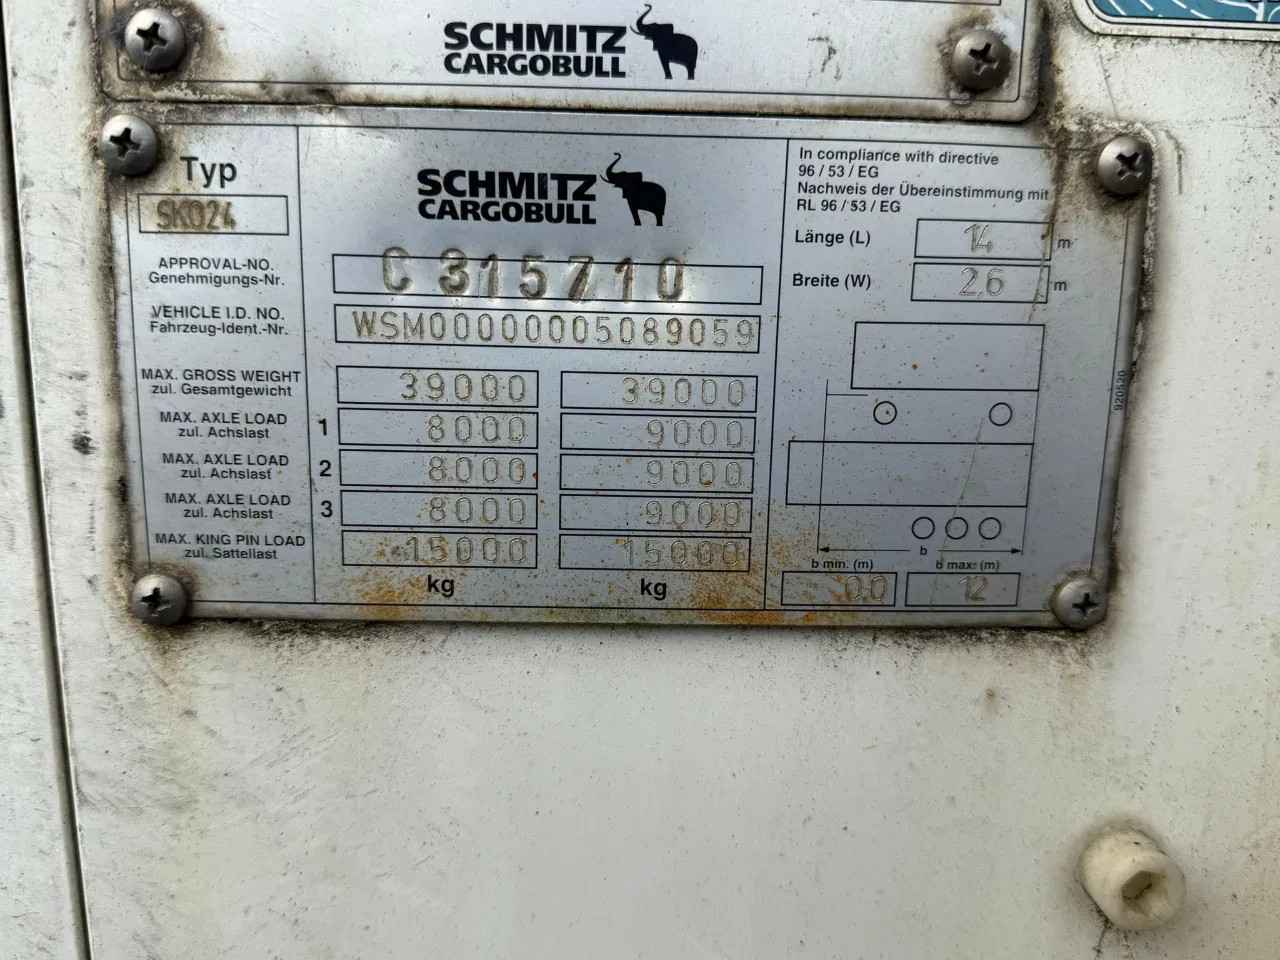 SCHMITZ
CARGOBULL
Typ
SKO24
SCHMITZ
CARGOBULL
APPROVAL-NO.
Genehmigungs-Nr.
C 315710
VEHICLE I.D. NO.
Fahrzeug-Ident.-Nr.
WSM00000005089059
MAX. GROSS WEIGHT
zul. Gesamtgewicht
39000 39000
MAX. AXLE LOAD
zul. Achslast
1 8000 9000
MAX. AXLE LOAD
zul. Achslast
2 8000 9000
MAX. AXLE LOAD
zul. Achslast
3 8000 9000
MAX. KING PIN LOAD
zul. Sattellast
15000 15000
kg kg
In compliance with directive
96 / 53 / EG
Nachweis der Übereinstimmung mit
RL 96 / 53 / EG
Länge (L) 14 m
Breite (W) 2,6 m
b
b min. (m) b max. (m)
0.0 12
920520